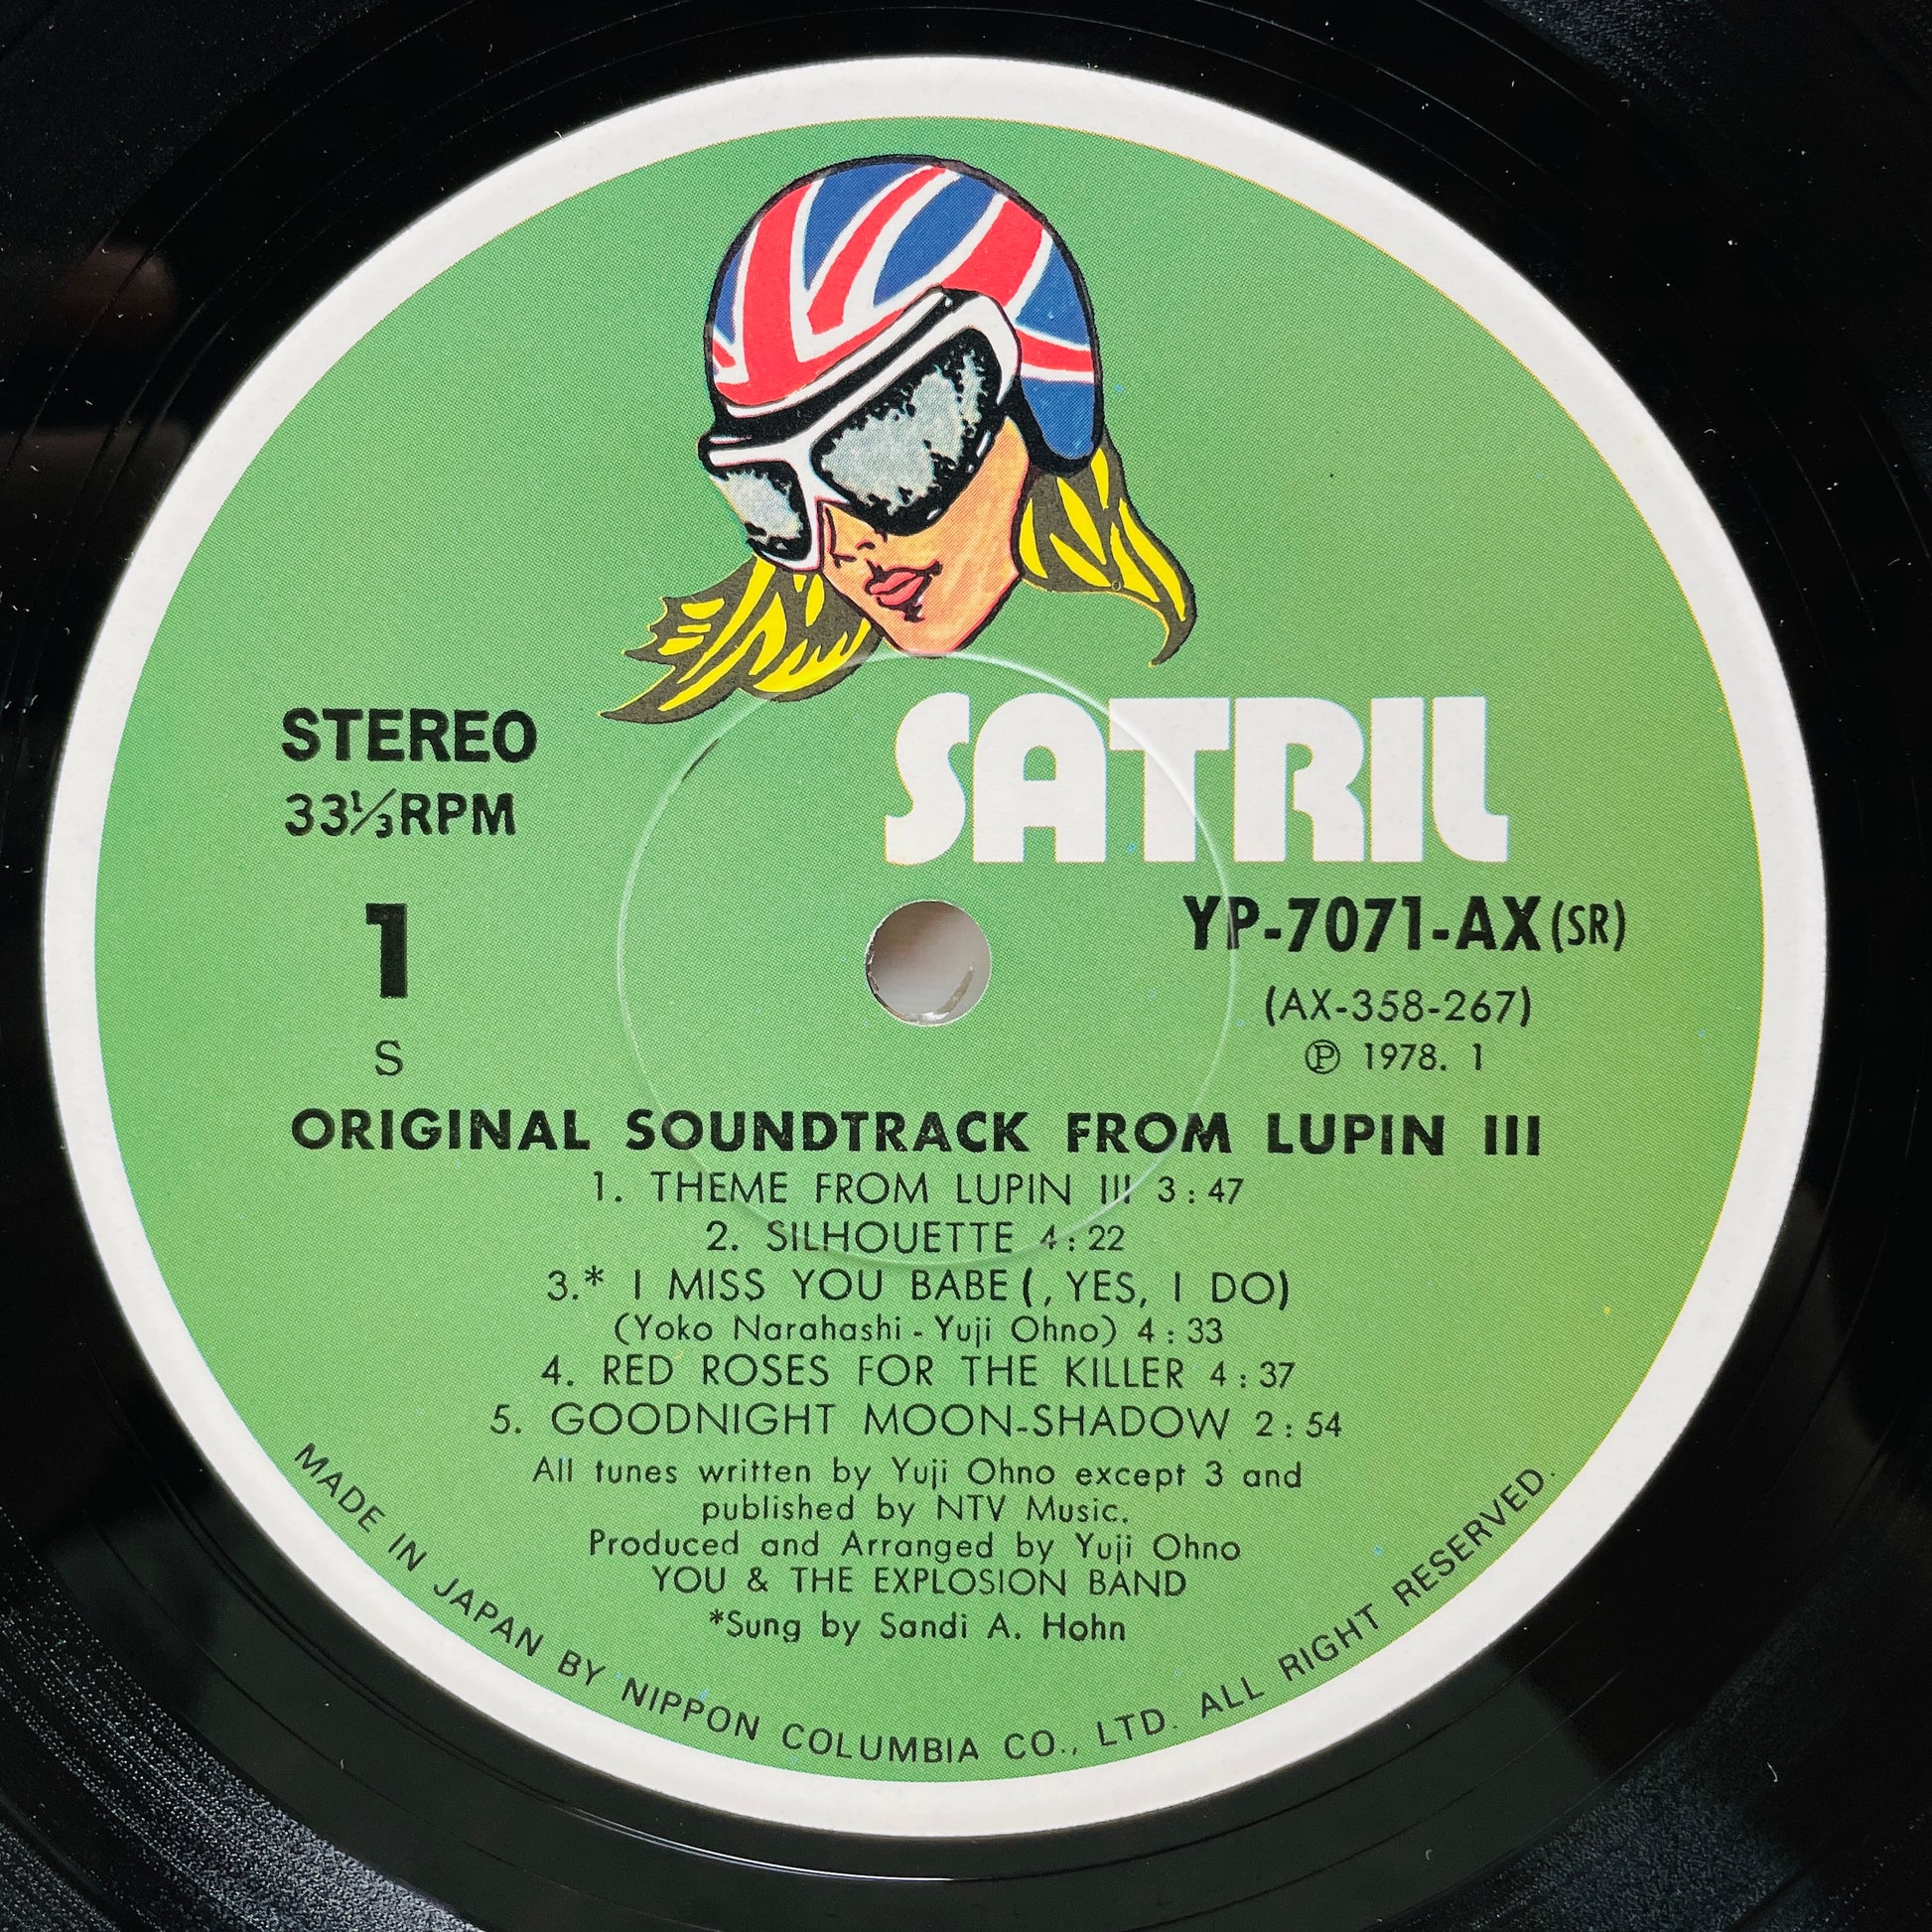 SATRIL
STEREO
33⅓RPM
1
S
YP-7071-AX(SR)
(AX-358-267)
Ⓟ 1978. 1
ORIGINAL SOUNDTRACK FROM LUPIN III
1. THEME FROM LUPIN III 3:47
2. SILHOUETTE 4:22
3.* I MISS YOU BABE(, YES, I DO)
(Yoko Narahashi - Yuji Ohno) 4:33
4. RED ROSES FOR THE KILLER 4:37
5. GOODNIGHT MOON-SHADOW 2:54
All tunes written by Yuji Ohno except 3 and
published by NTV Music.
Produced and Arranged by Yuji Ohno
YOU & THE EXPLOSION BAND
*Sung by Sandi A. Hohn
MADE IN JAPAN BY NIPPON COLUMBIA CO., LTD. ALL RIGHT RESERVED.